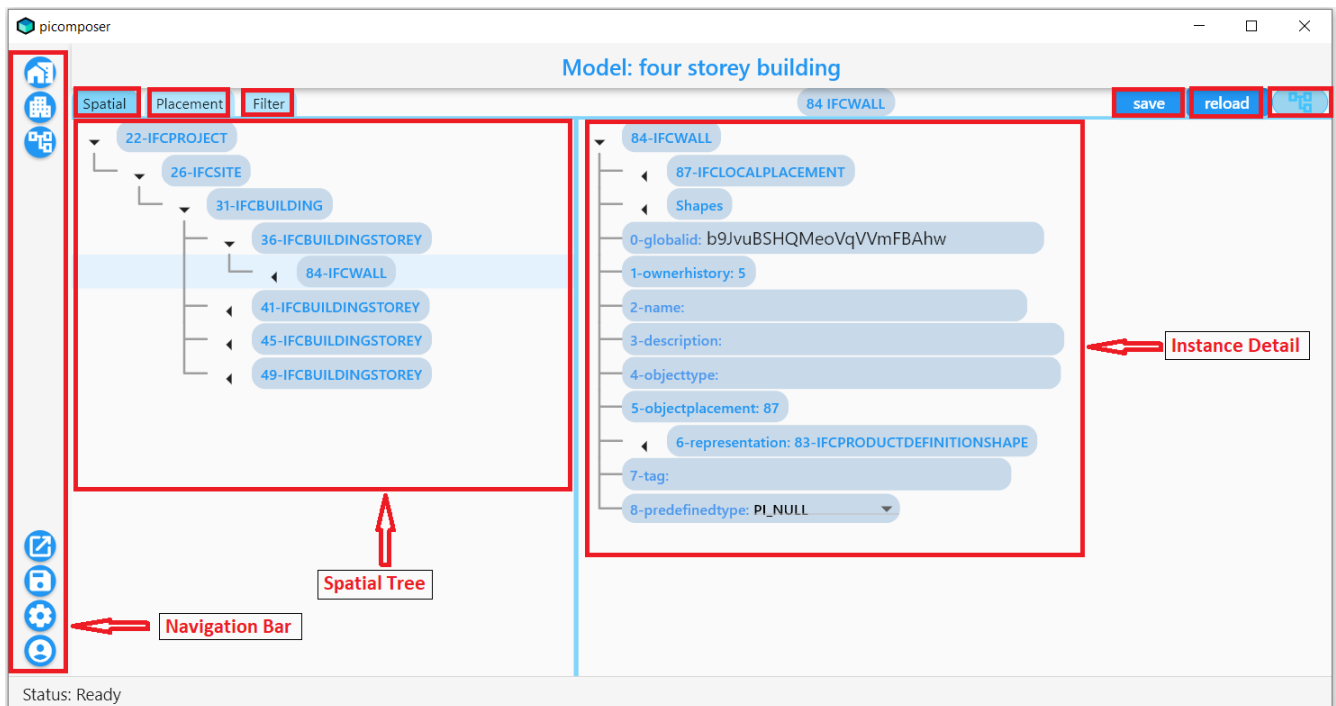 picomposer
Model: four storey building
Spatial Placement Filter
84 IFCWALL
save reload
22-IFCPROJECT
26-IFCSITE
31-IFCBUILDING
36-IFCBUILDINGSTOREY
84-IFCWALL
41-IFCBUILDINGSTOREY
45-IFCBUILDINGSTOREY
49-IFCBUILDINGSTOREY
84-IFCWALL
87-IFCLOCALPLACEMENT
Shapes
0-globalid: b9JvuBSHQMeoVqVVmFBAhw
1-ownerhistory: 5
2-name:
3-description:
4-objecttype:
5-objectplacement: 87
6-representation: 83-IFCPRODUCTDEFINITIONSHAPE
7-tag:
8-predefinedtype: PI_NULL
Instance Detail
Spatial Tree
Navigation Bar
Status: Ready